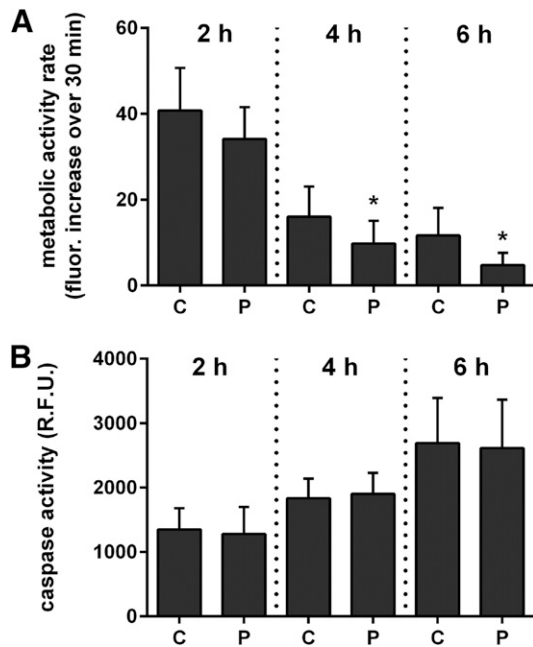 A
metabolic activity rate
(fluor. increase over 30 min)
60
40
20
0
2 h 4 h 6 h
* *
C P C P C P
B
caspase activity (R.F.U.)
4000
3000
2000
1000
0
2 h 4 h 6 h
C P C P C P